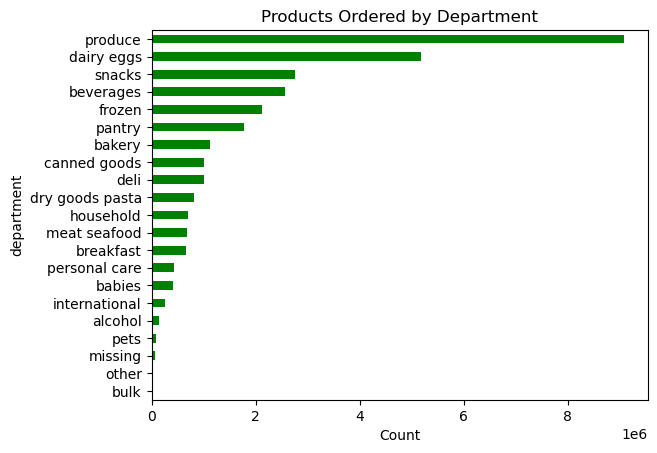 Products Ordered by Department
department
produce
dairy eggs
snacks
beverages
frozen
pantry
bakery
canned goods
deli
dry goods pasta
household
meat seafood
breakfast
personal care
babies
international
alcohol
pets
missing
other
bulk
0 2 4 6 8
1e6
Count